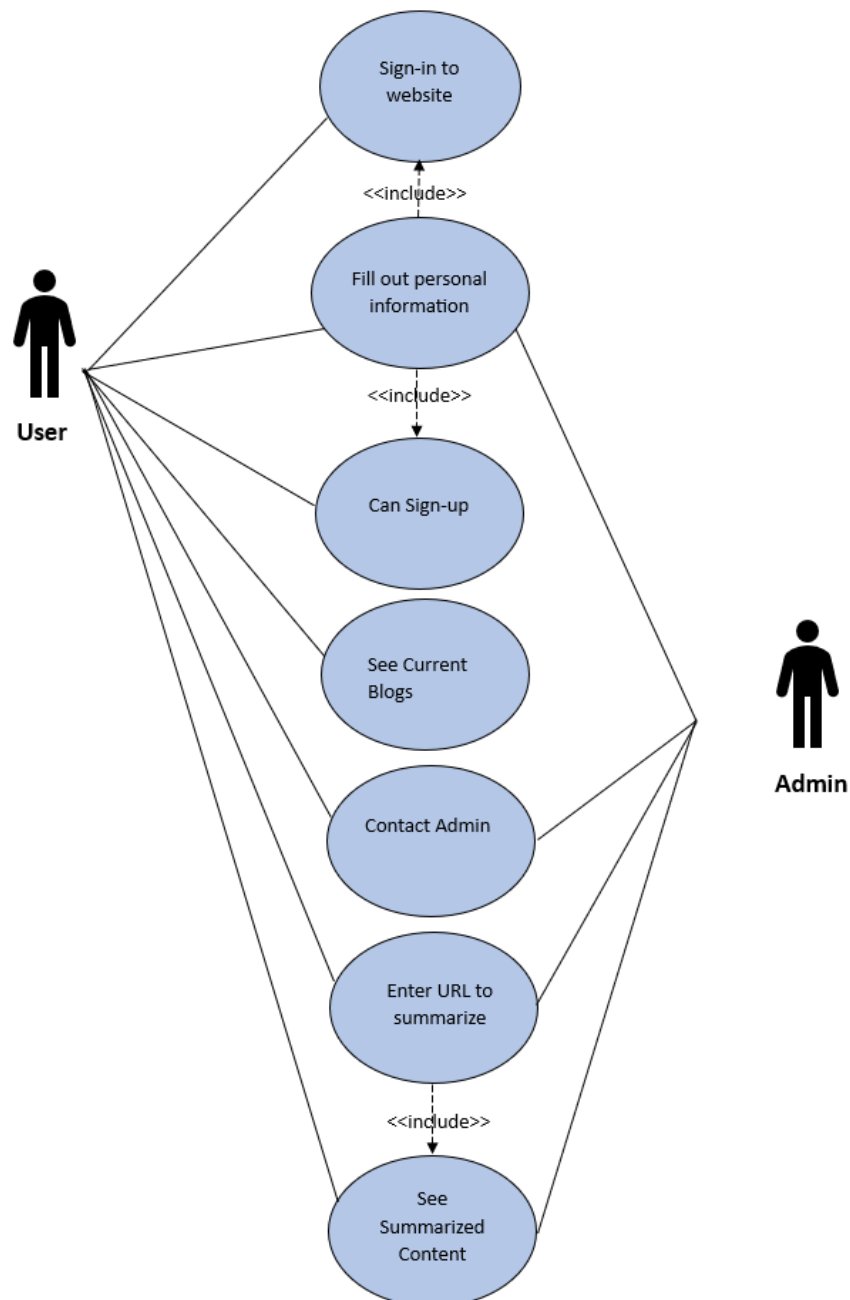 Sign-in to
website
<<include>>
Fill out personal
information
<<include>>
User
Can Sign-up
See Current
Blogs
Admin
Contact Admin
Enter URL to
summarize
<<include>>
See
Summarized
Content